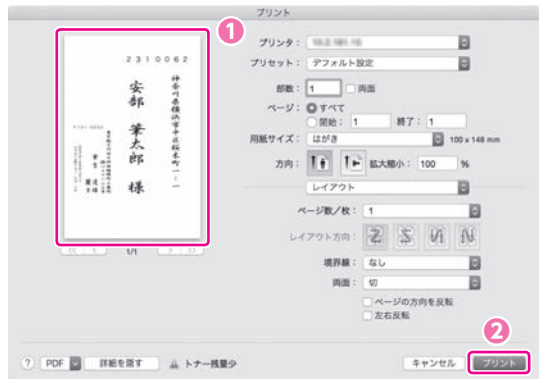 プリント
1
プリンタ：
プリセット： デフォルト設定
部数： 1 両面
ページ： すべて
開始： 1 終了： 1
用紙サイズ： はがき 100 x 148 mm
方向： 拡大縮小： 100 %
レイアウト
ページ数／枚： 1
レイアウト方向：
境界線： なし
両面： 切
ページの方向を反転
左右反転
2310062
神奈川県横浜市中区桜木町一ー一
安部 筆太郎 様
1/1
2
? PDF 詳細を隠す トナー残量少 キャンセル プリント